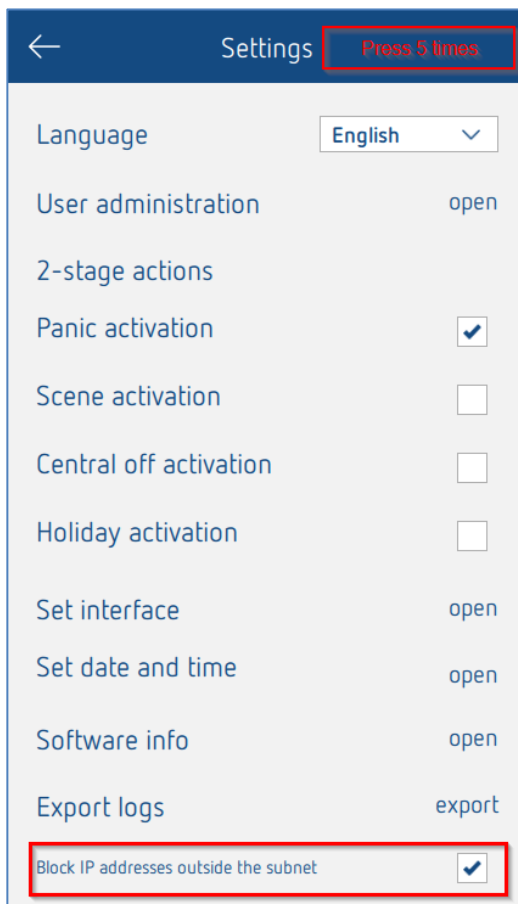 Settings Press 5 times
Language English
User administration open
2-stage actions
Panic activation
Scene activation
Central off activation
Holiday activation
Set interface open
Set date and time open
Software info open
Export logs export
Block IP addresses outside the subnet